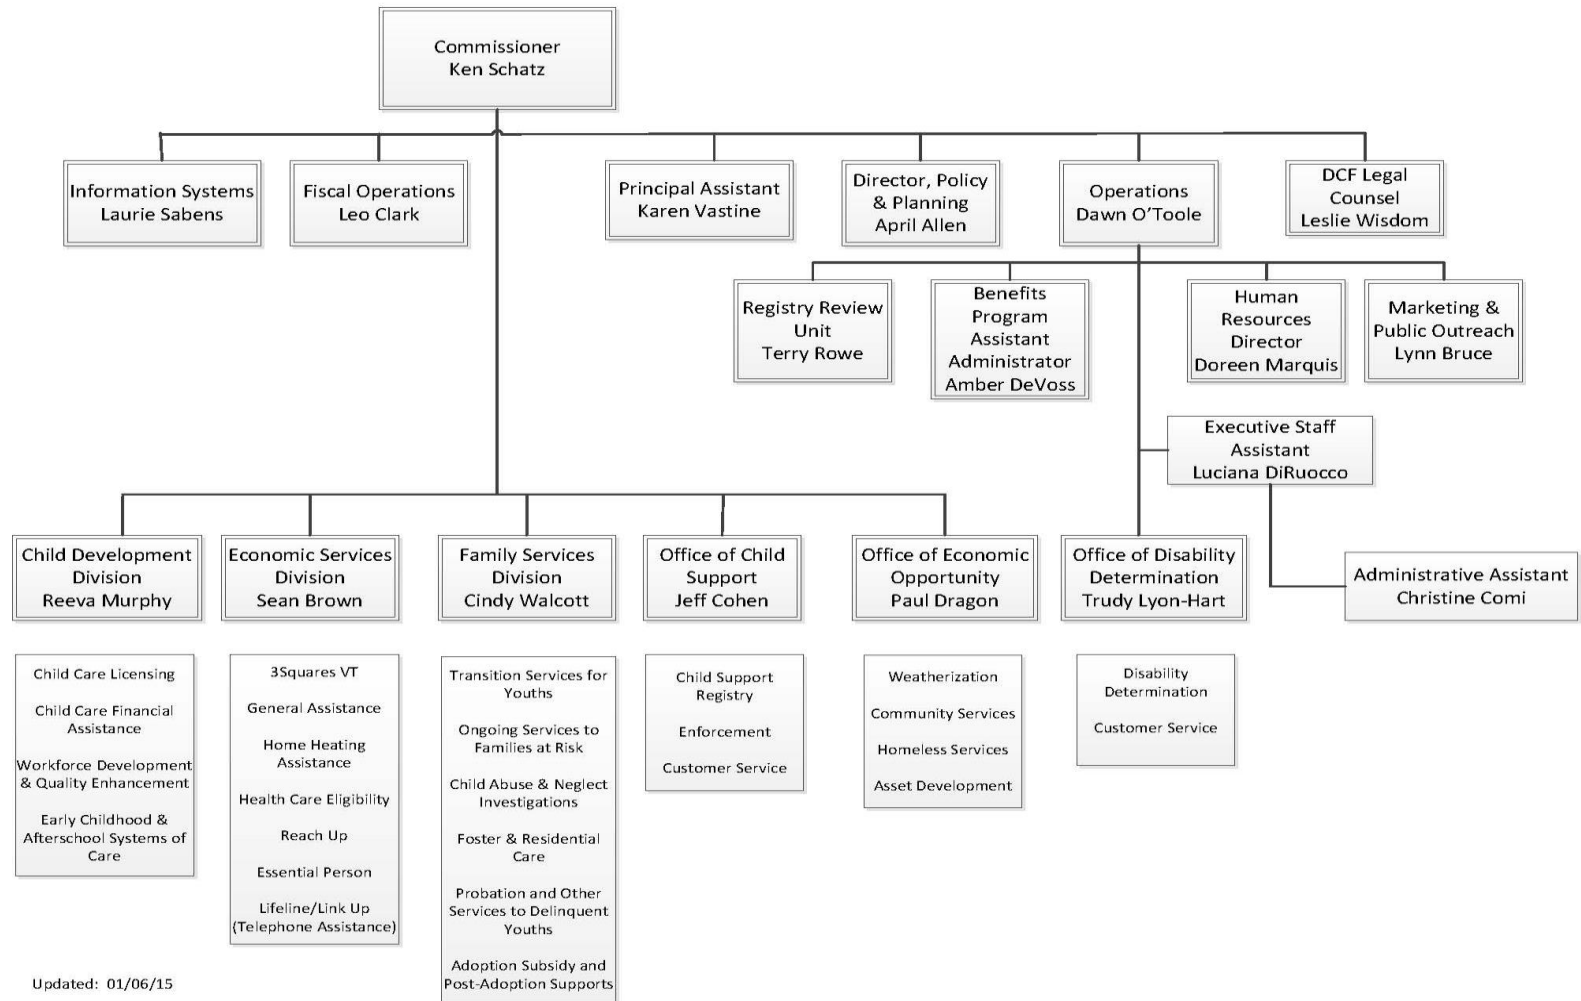 Commissioner
Ken Schatz
Information Systems
Laurie Sabens
Fiscal Operations
Leo Clark
Principal Assistant
Karen Vastine
Director, Policy
& Planning
April Allen
Operations
Dawn O'Toole
DCF Legal
Counsel
Leslie Wisdom
Registry Review
Unit
Terry Rowe
Benefits
Program
Assistant
Administrator
Amber DeVoss
Human
Resources
Director
Doreen Marquis
Marketing &
Public Outreach
Lynn Bruce
Executive Staff
Assistant
Luciana DiRuocco
Child Development
Division
Reeva Murphy
Economic Services
Division
Sean Brown
Family Services
Division
Cindy Walcott
Office of Child
Support
Jeff Cohen
Office of Economic
Opportunity
Paul Dragon
Office of Disability
Determination
Trudy Lyon-Hart
Administrative Assistant
Christine Comi
Child Care Licensing
Child Care Financial
Assistance
Workforce Development
& Quality Enhancement
Early Childhood &
Afterschool Systems of
Care
3Squares VT
General Assistance
Home Heating
Assistance
Health Care Eligibility
Reach Up
Essential Person
Lifeline/Link Up
(Telephone Assistance)
Transition Services for
Youths
Ongoing Services to
Families at Risk
Child Abuse & Neglect
Investigations
Foster & Residential
Care
Probation and Other
Services to Delinquent
Youths
Adoption Subsidy and
Post-Adoption Supports
Child Support
Registry
Enforcement
Customer Service
Weatherization
Community Services
Homeless Services
Asset Development
Disability
Determination
Customer Service
Updated: 01/06/15